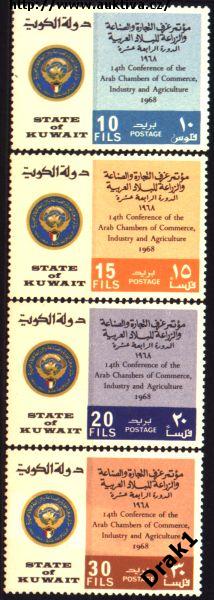 http://www.auktiva.cz/
دولة الكويت
مؤتمر غرف التجارة والصناعة
والزراعة للبلاد العربية
الدورة الرابعة عشرة
١٩٦٨
14th Conference of the
Arab Chambers of Commerce,
Industry and Agriculture
1968
STATE
of
KUWAIT
10 بريد ١٠
FILS POSTAGE فلوس
دولة الكويت
مؤتمر غرف التجارة والصناعة
والزراعة للبلاد العربية
الدورة الرابعة عشرة
١٩٦٨
14th Conference of the
Arab Chambers of Commerce,
Industry and Agriculture
1968
STATE
of
KUWAIT
15 بريد ١٥
FILS POSTAGE فلسا
دولة الكويت
مؤتمر غرف التجارة والصناعة
والزراعة للبلاد العربية
الدورة الرابعة عشرة
١٩٦٨
14th Conference of the
Arab Chambers of Commerce,
Industry and Agriculture
1968
STATE
of
KUWAIT
20 بريد ٢٠
FILS POSTAGE فلسا
دولة الكويت
مؤتمر غرف التجارة والصناعة
والزراعة للبلاد العربية
الدورة الرابعة عشرة
١٩٦٨
14th Conference of the
Arab Chambers of Commerce,
Industry and Agriculture
1968
STATE
of
KUWAIT
30 بريد ٣٠
FILS POSTAGE فلسا
Drak1